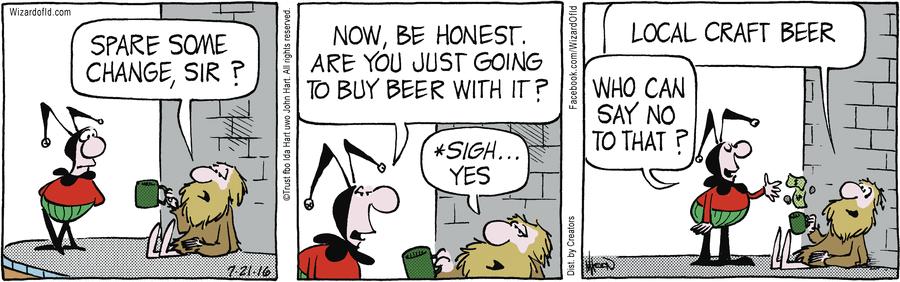 Wizardofid.com
SPARE SOME
CHANGE, SIR ?
7-21-16
©Trust fbo Ida Hart uwo John Hart. All rights reserved.
NOW, BE HONEST.
ARE YOU JUST GOING
TO BUY BEER WITH IT ?
*SIGH...
YES
Facebook.com/WizardOfId
Dist. by Creators
LOCAL CRAFT BEER
WHO CAN
SAY NO
TO THAT ?